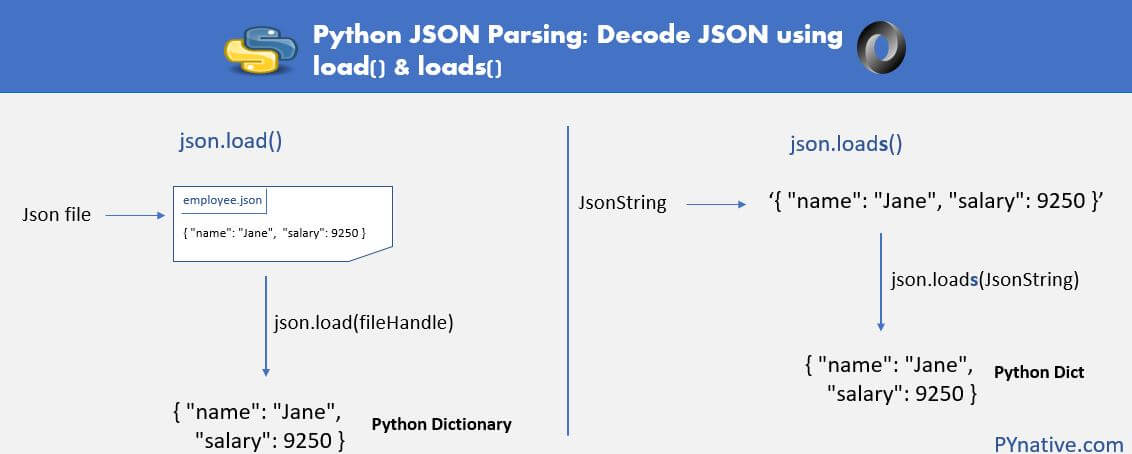 Python JSON Parsing: Decode JSON using
load() & loads()
json.load()
Json file
employee.json
{ "name": "Jane", "salary": 9250 }
json.load(fileHandle)
{ "name": "Jane",
"salary": 9250 }
Python Dictionary
json.loads()
JsonString
‘{ "name": "Jane", "salary": 9250 }’
json.loads(JsonString)
{ "name": "Jane",
"salary": 9250 }
Python Dict
PYnative.com